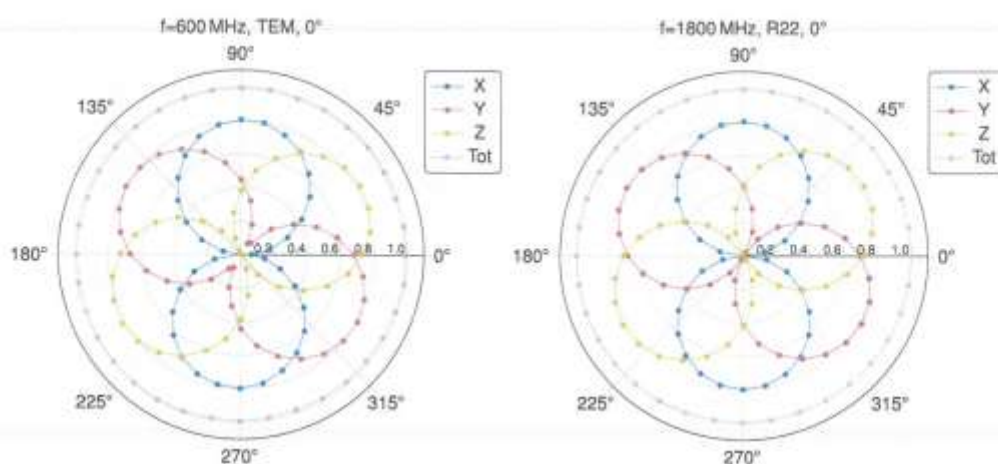 f=600 MHz, TEM, 0°
90°
135°
45°
X
Y
Z
Tot
180°
0.2 0.4 0.6 0.8 1.0
0°
225°
315°
270°
f=1800 MHz, R22, 0°
90°
135°
45°
X
Y
Z
Tot
180°
0.2 0.4 0.6 0.8 1.0
0°
225°
315°
270°